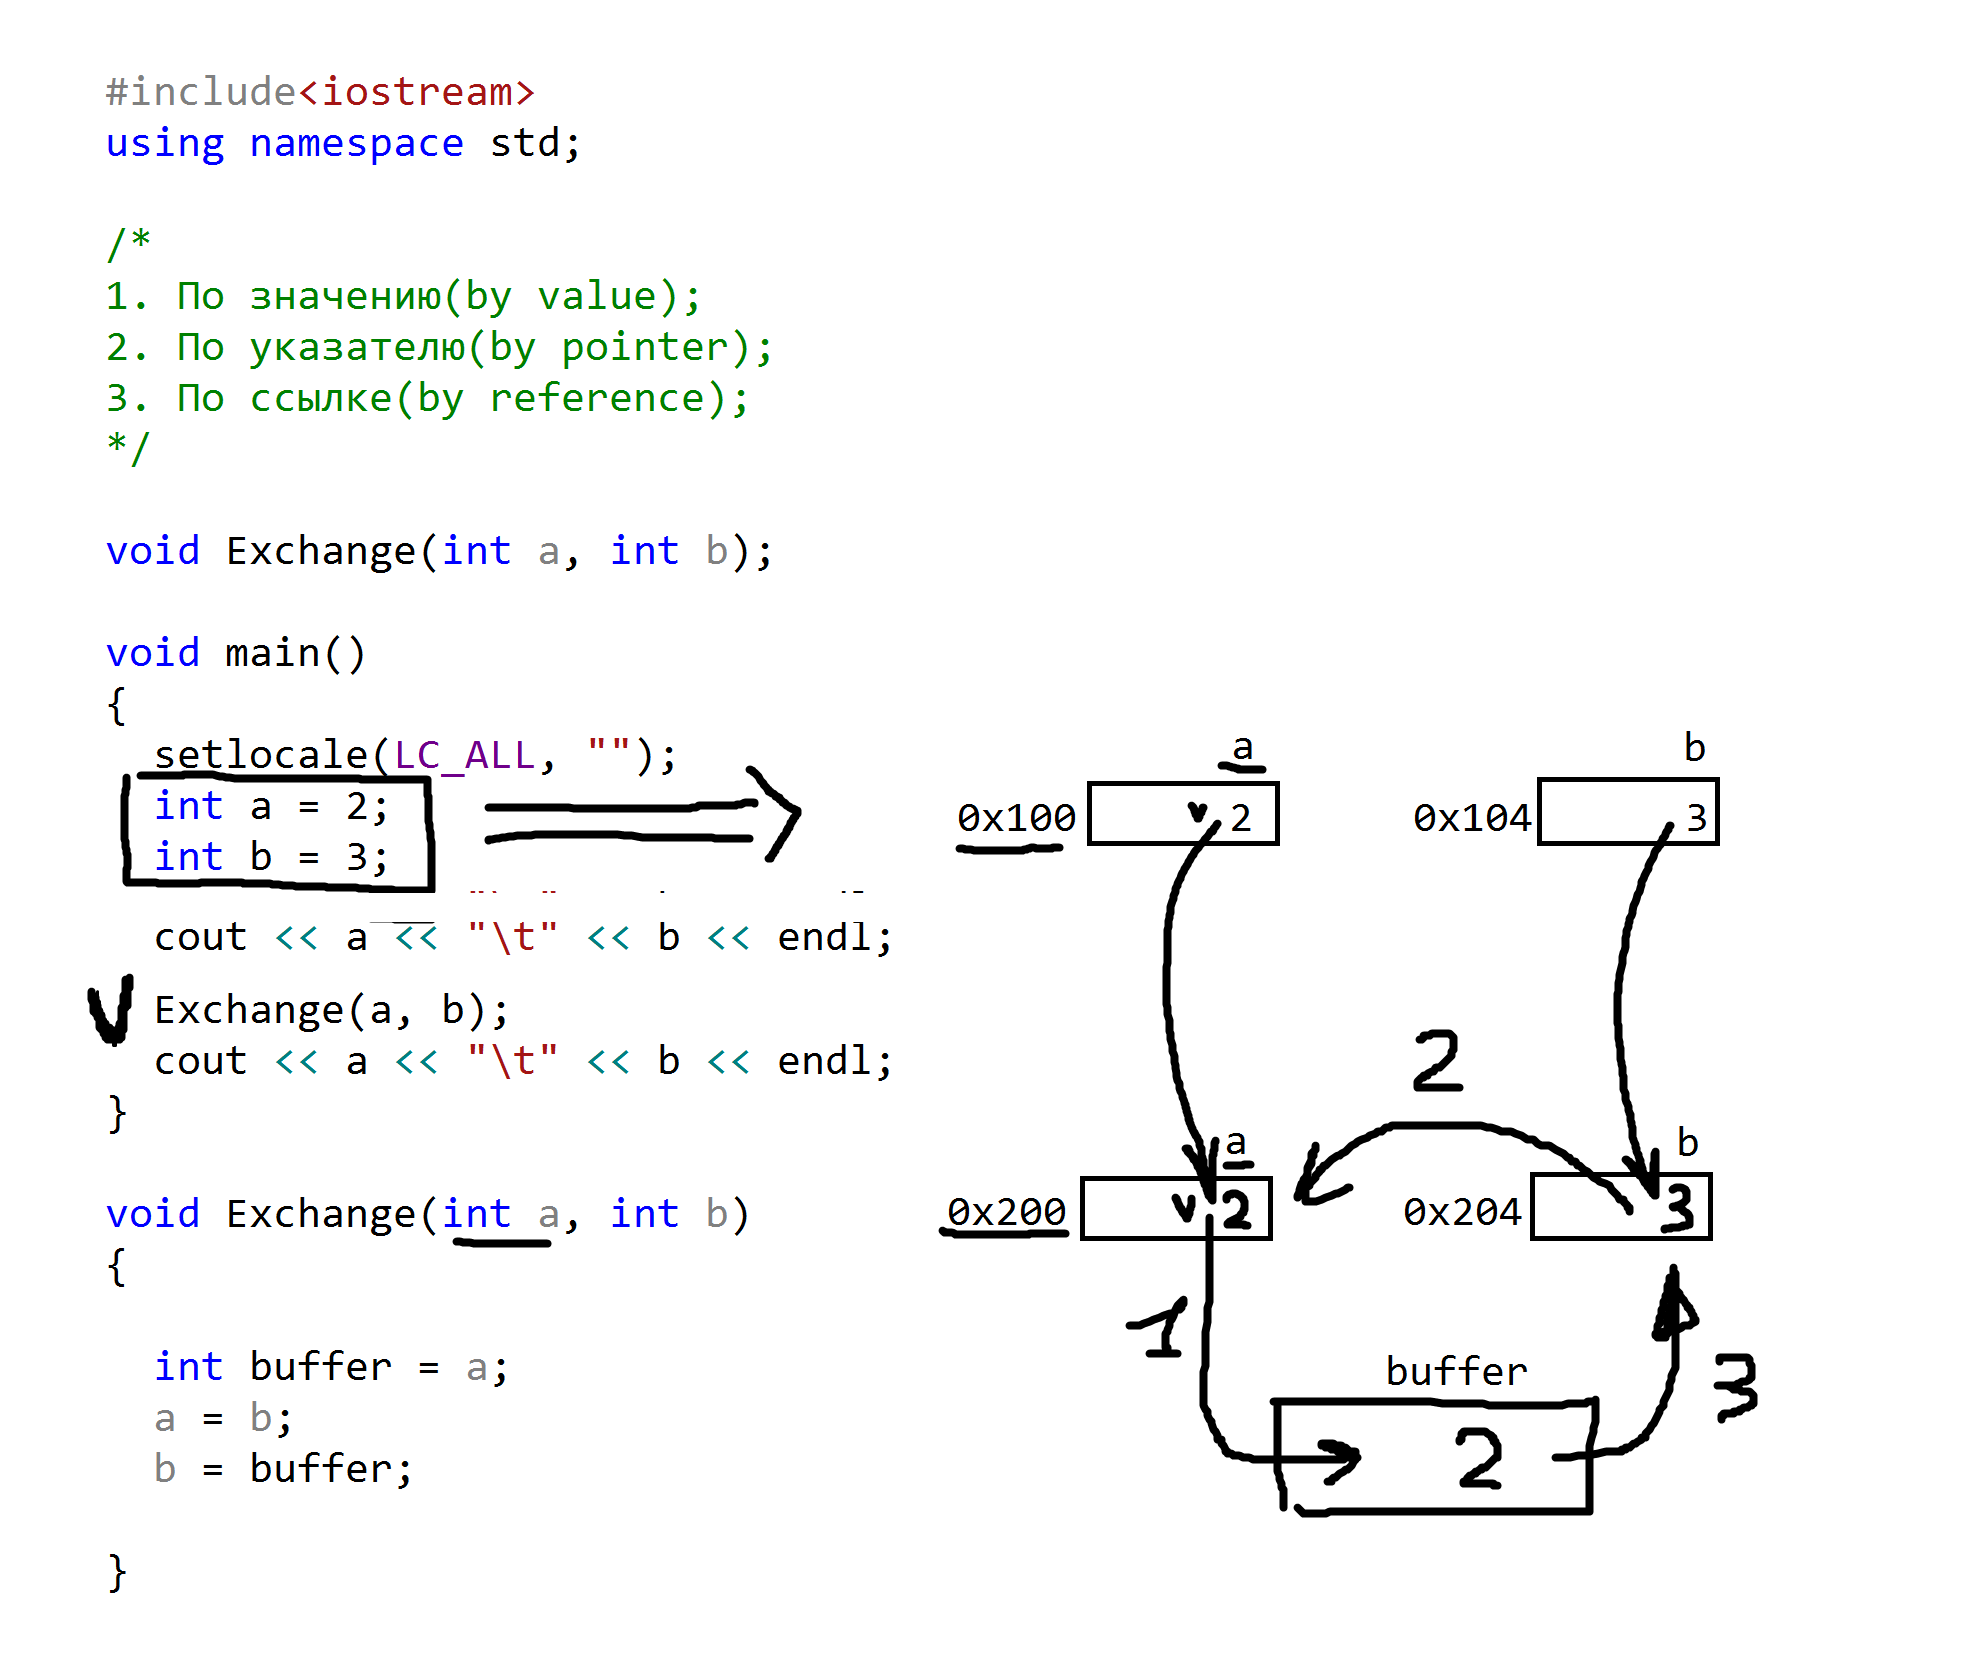 #include<iostream>
using namespace std;
/*
1. По значению(by value);
2. По указателю(by pointer);
3. По ссылке(by reference);
*/
void Exchange(int a, int b);
void main()
{
setlocale(LC_ALL, "");
int a = 2;
int b = 3;
cout << a << "\t" << b << endl;
Exchange(a, b);
cout << a << "\t" << b << endl;
}
void Exchange(int a, int b)
{
int buffer = a;
a = b;
b = buffer;
}
a b
0x100 2 0x104 3
2
a b
0x200 2 0x204 3
1
buffer
2
3